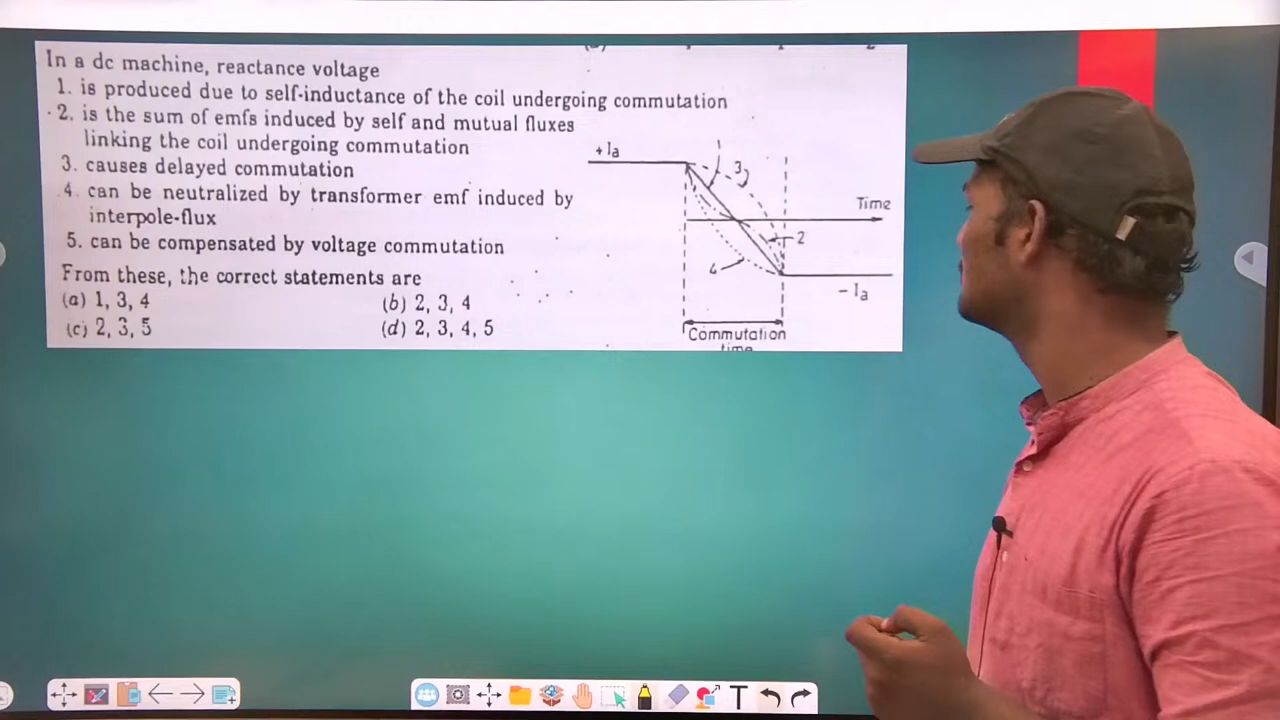 In a dc machine, reactance voltage
1. is produced due to self-inductance of the coil undergoing commutation
2. is the sum of emfs induced by self and mutual fluxes
linking the coil undergoing commutation
3. causes delayed commutation
4. can be neutralized by transformer emf induced by
interpole-flux
5. can be compensated by voltage commutation
From these, the correct statements are
(a) 1, 3, 4 (b) 2, 3, 4
(c) 2, 3, 5 (d) 2, 3, 4, 5
+Ia
3
Time
2
4
-Ia
Commutation
time
T